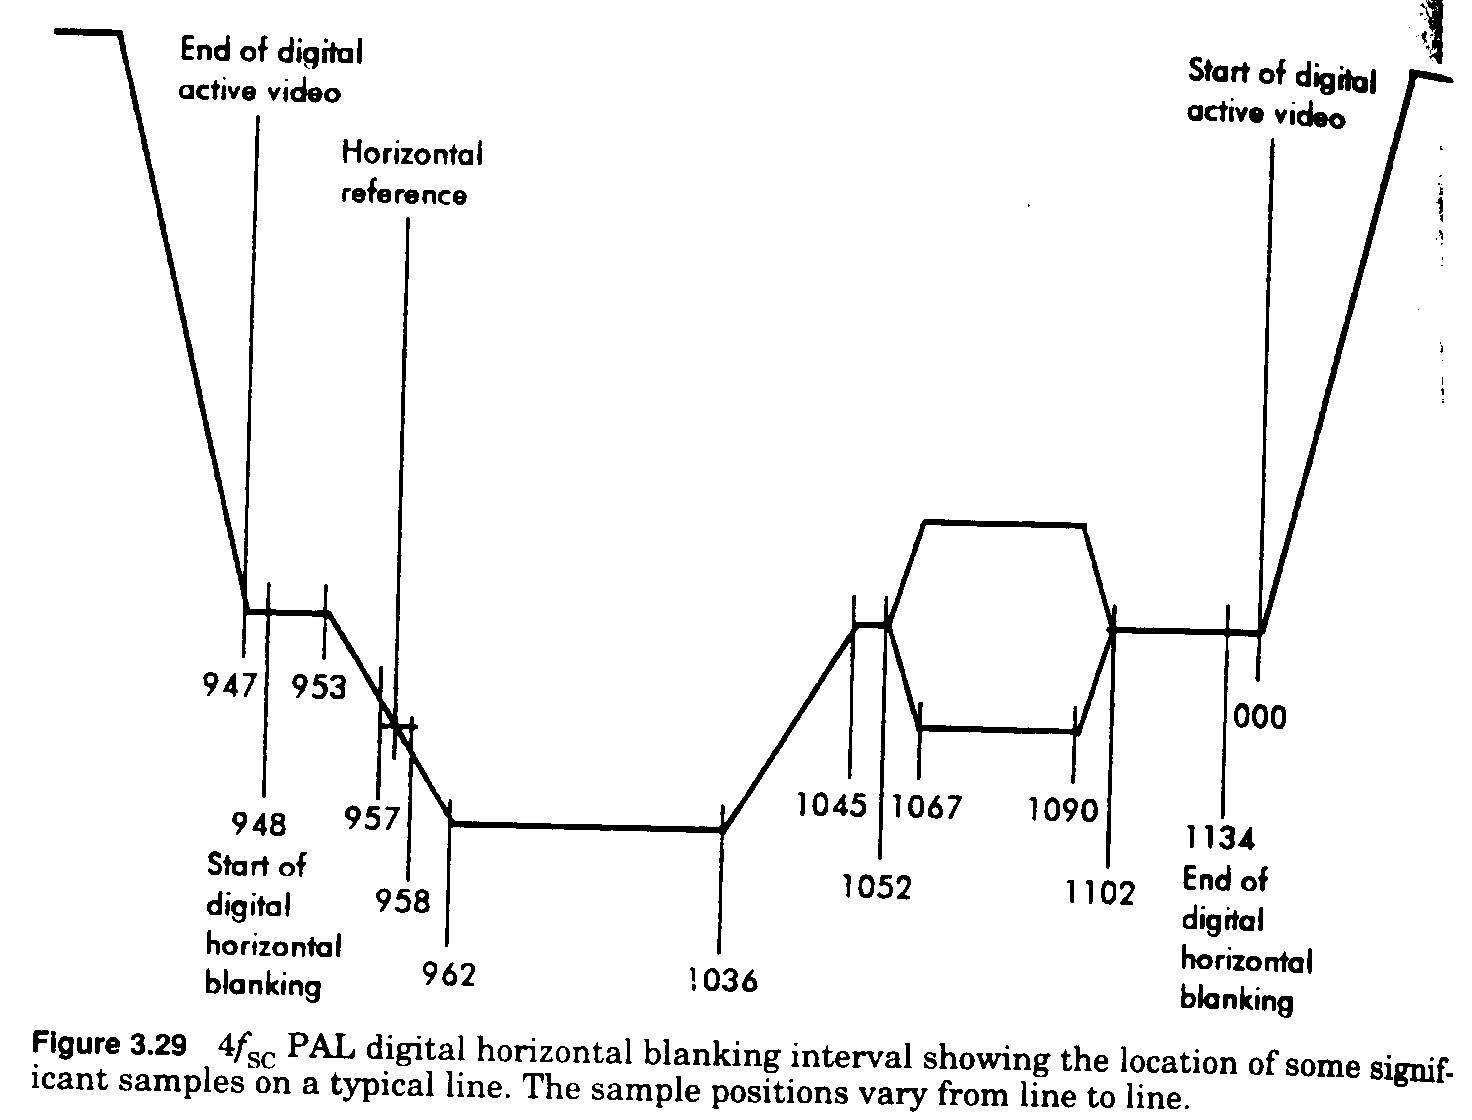 End of digital
active video
Start of digital
active video
Horizontal
reference
947
953
000
957
1045
1067
1090
948
Start of
digital
horizontal
blanking
958
1052
1102
1134
End of
digital
horizontal
blanking
962
1036
Figure 3.29 4fSC PAL digital horizontal blanking interval showing the location of some signif-
icant samples on a typical line. The sample positions vary from line to line.